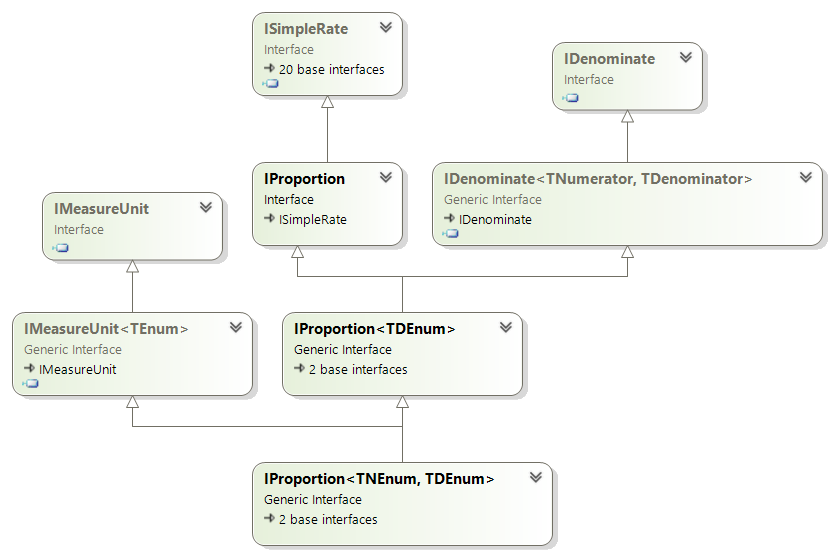 ISimpleRate
Interface
20 base interfaces
IDenominate
Interface
IProportion
Interface
ISimpleRate
IDenominate<TNumerator, TDenominator>
Generic Interface
IDenominate
IMeasureUnit
Interface
IMeasureUnit<TEnum>
Generic Interface
IMeasureUnit
IProportion<TDEnum>
Generic Interface
2 base interfaces
IProportion<TNEnum, TDEnum>
Generic Interface
2 base interfaces